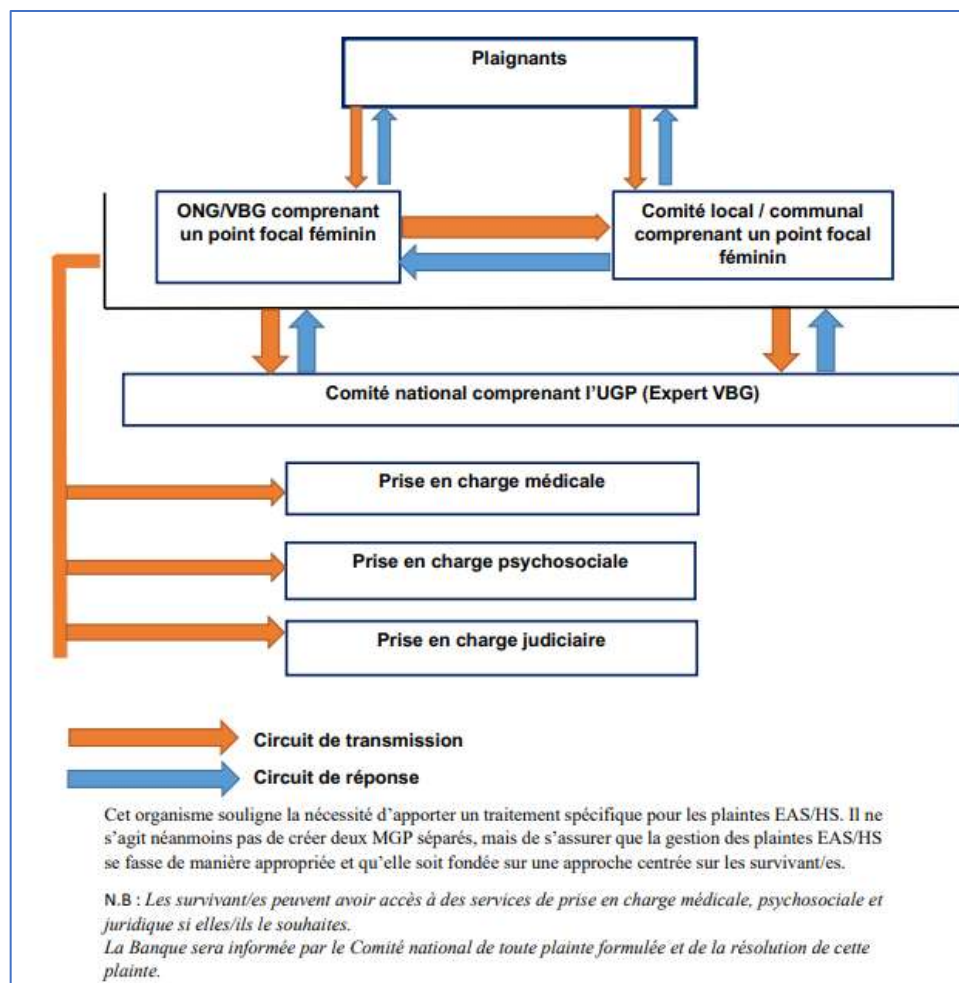 Plaignants
ONG/VBG comprenant
un point focal féminin
Comité local / communal
comprenant un point focal
féminin
Comité national comprenant l'UGP (Expert VBG)
Prise en charge médicale
Prise en charge psychosociale
Prise en charge judiciaire
Circuit de transmission
Circuit de réponse
Cet organisme souligne la nécessité d'apporter un traitement spécifique pour les plaintes EAS/HS. Il ne
s'agit néanmoins pas de créer deux MGP séparés, mais de s'assurer que la gestion des plaintes EAS/HS
se fasse de manière appropriée et qu'elle soit fondée sur une approche centrée sur les survivant/es.
N.B : Les survivant/es peuvent avoir accès à des services de prise en charge médicale, psychosociale et
juridique si elles/ils le souhaites.
La Banque sera informée par le Comité national de toute plainte formulée et de la résolution de cette
plainte.